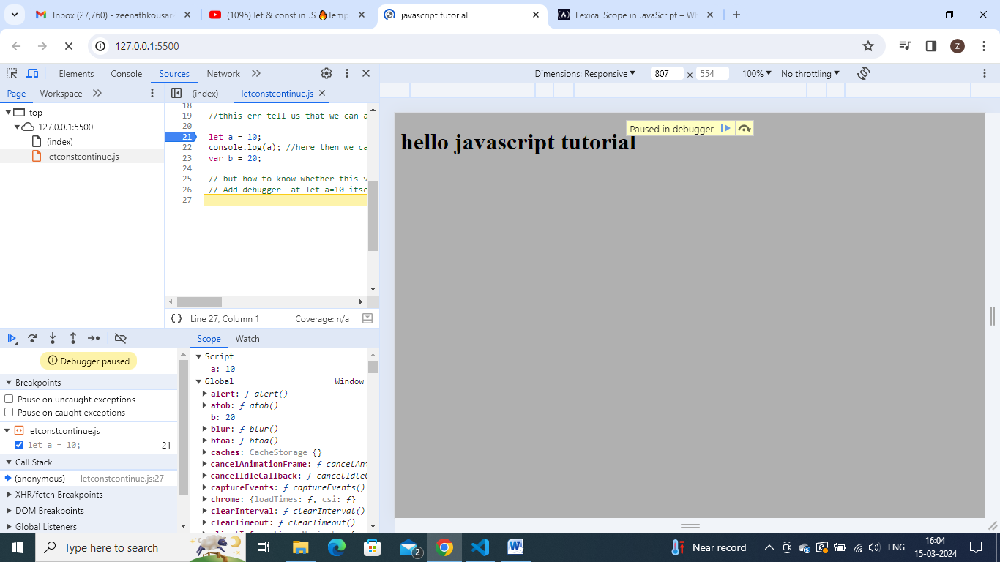 Inbox (27,760) - zeenathkousar
(1095) let & const in JS 🔥Temp
javascript tutorial
Lexical Scope in JavaScript – W
127.0.0.1:5500
Z
Elements Console Sources Network
Dimensions: Responsive 807 × 554 100% No throttling
Page Workspace
(index) letconstcontinue.js
top
127.0.0.1:5500
(index)
letconstcontinue.js
18
19 //thhis err tell us that we can a
20
21 let a = 10;
22 console.log(a); //here then we ca
23 var b = 20;
24
25 // but how to know whether this v
26 // Add debugger  at let a=10 itse
27
{} Line 27, Column 1 Coverage: n/a
Paused in debugger
hello javascript tutorial
Debugger paused
Breakpoints
Pause on uncaught exceptions
Pause on caught exceptions
letconstcontinue.js
let a = 10; 21
Call Stack
(anonymous) letconstcontinue.js:27
XHR/fetch Breakpoints
DOM Breakpoints
Global Listeners
Scope Watch
Script
a: 10
Global Window
alert: ƒ alert()
atob: ƒ atob()
b: 20
blur: ƒ blur()
btoa: ƒ btoa()
caches: CacheStorage {}
cancelAnimationFrame: ƒ cancelAn
cancelIdleCallback: ƒ cancelIdle
captureEvents: ƒ captureEvents()
chrome: {loadTimes: ƒ, csi: ƒ}
clearInterval: ƒ clearInterval()
clearTimeout: ƒ clearTimeout()
Type here to search
2
Near record
ENG
16:04
15-03-2024